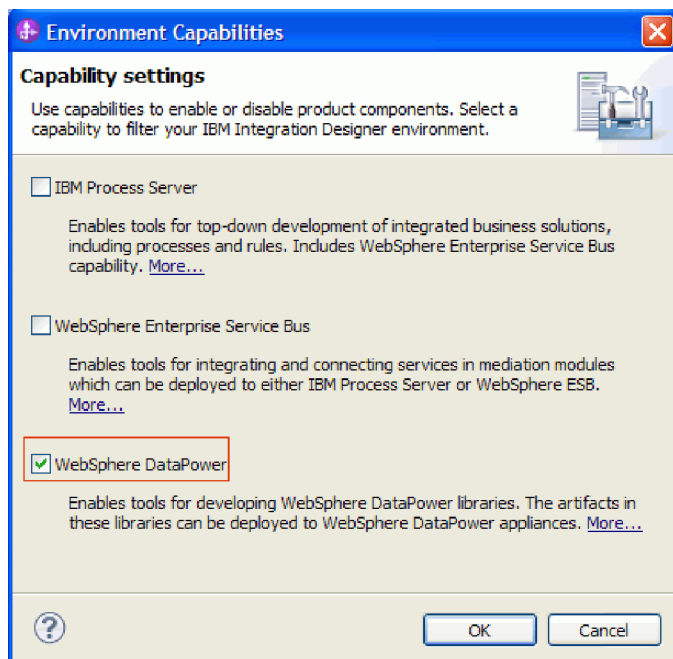 Environment Capabilities
Capability settings
Use capabilities to enable or disable product components. Select a
capability to filter your IBM Integration Designer environment.
IBM Process Server
Enables tools for top-down development of integrated business solutions,
including processes and rules. Includes WebSphere Enterprise Service Bus
capability. More...
WebSphere Enterprise Service Bus
Enables tools for integrating and connecting services in mediation modules
which can be deployed to either IBM Process Server or WebSphere ESB.
More...
WebSphere DataPower
Enables tools for developing WebSphere DataPower libraries. The artifacts in
these libraries can be deployed to WebSphere DataPower appliances. More...
?
OK Cancel